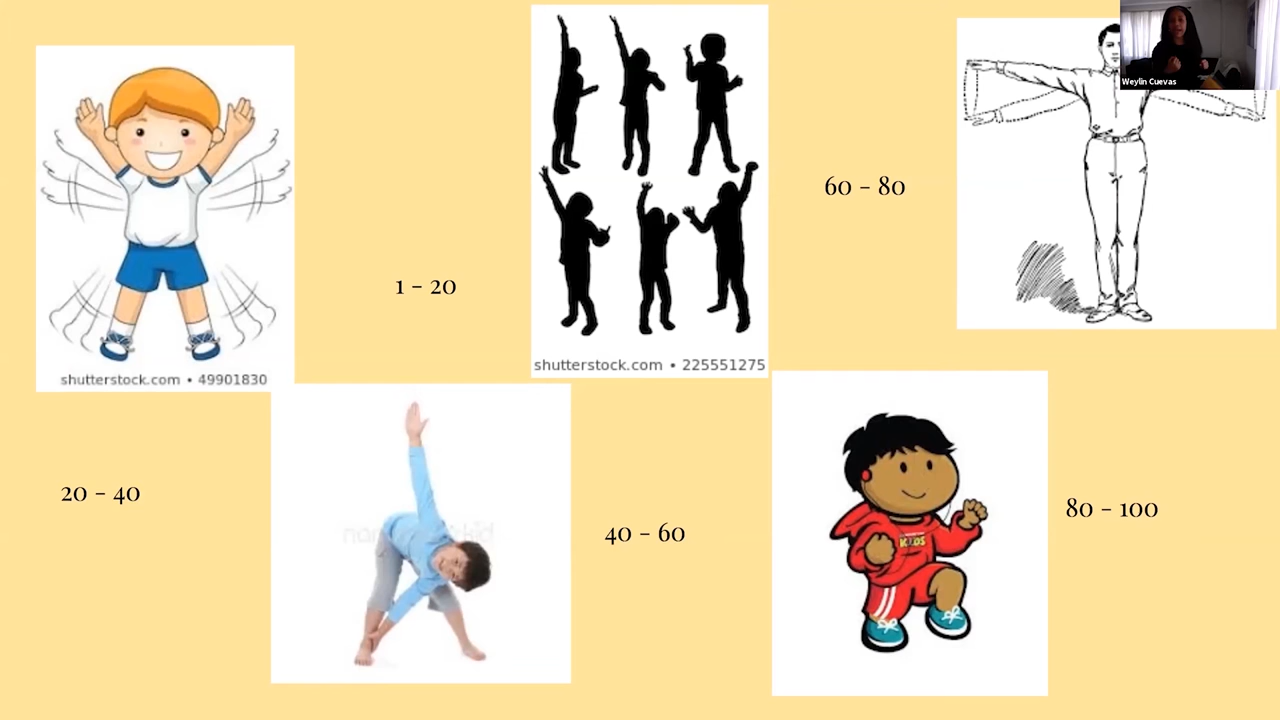 Weylin Cuevas
60 – 80
1 – 20
shutterstock.com • 225551275
shutterstock.com • 49901830
20 – 40
40 – 60
80 – 100
KIDS